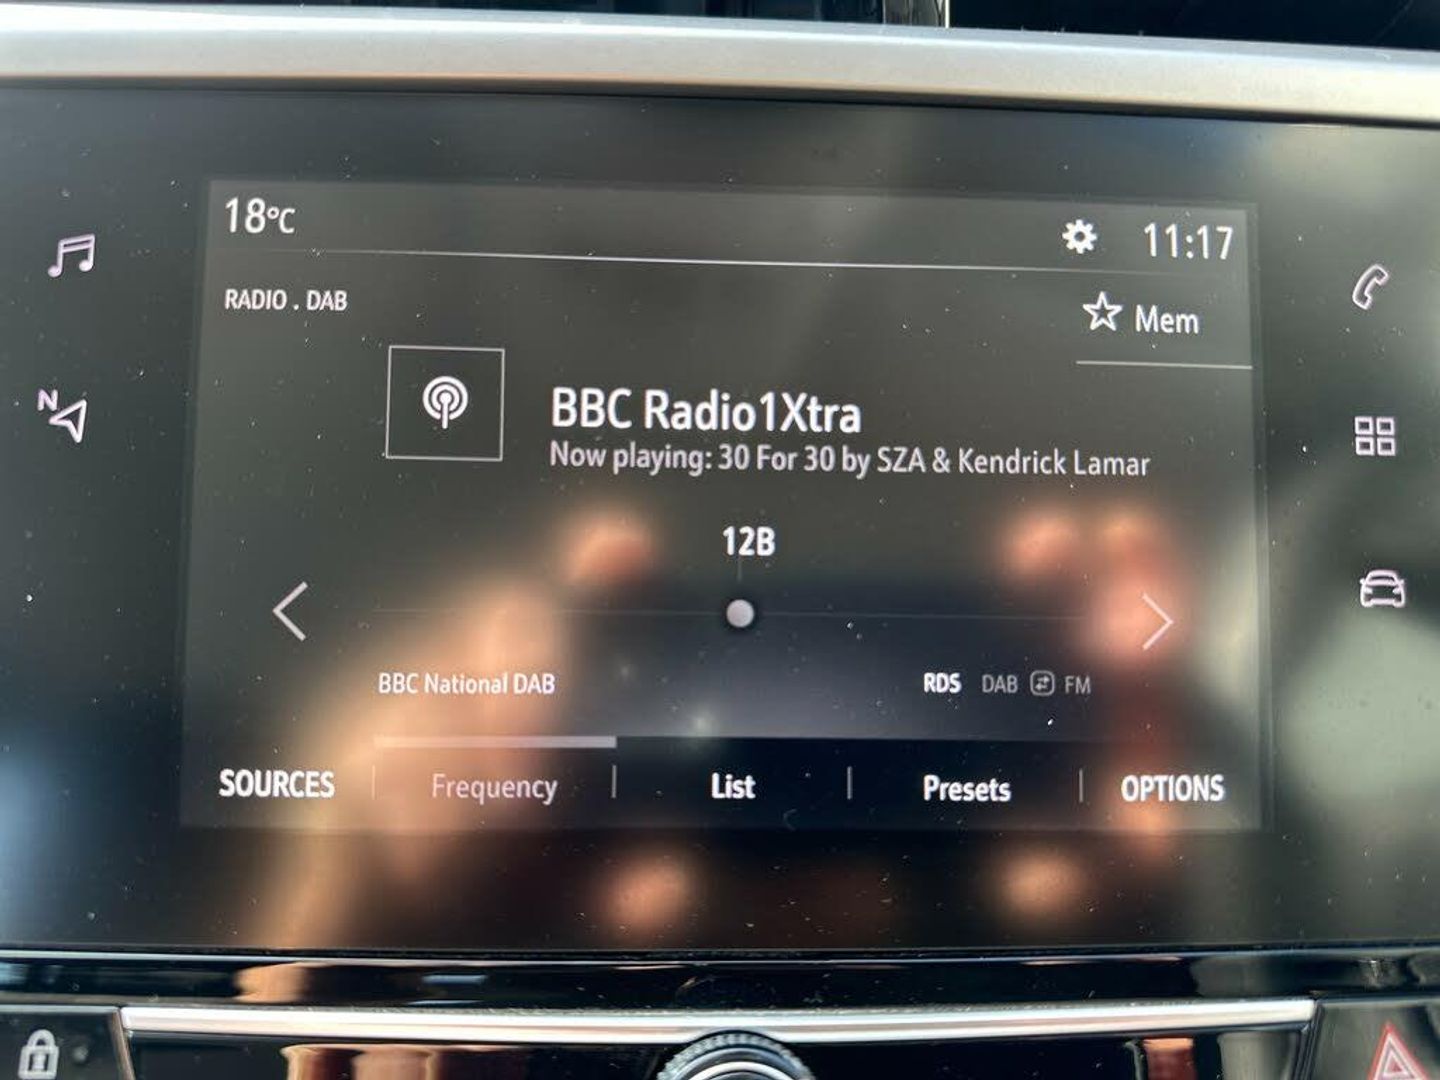 18°C
11:17
RADIO . DAB
Mem
BBC Radio1Xtra
Now playing: 30 For 30 by SZA & Kendrick Lamar
N
12B
BBC National DAB
RDS DAB FM
SOURCES Frequency List Presets OPTIONS